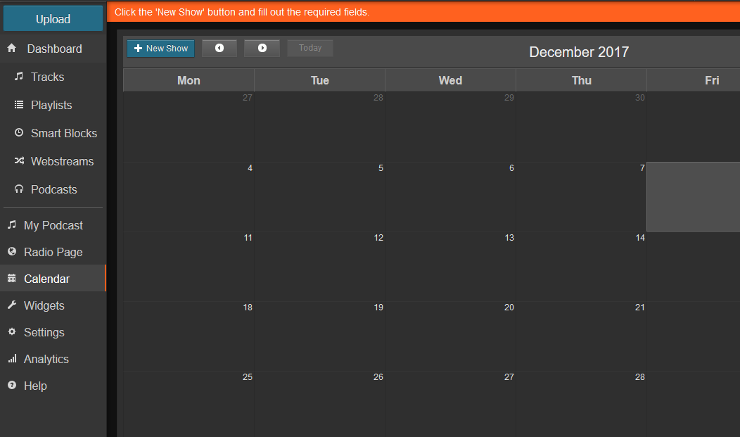 Upload
Click the 'New Show' button and fill out the required fields.
Dashboard
Tracks
Playlists
Smart Blocks
Webstreams
Podcasts
My Podcast
Radio Page
Calendar
Widgets
Settings
Analytics
Help
New Show Today December 2017
Mon Tue Wed Thu Fri
27 28 29 30
4 5 6 7
11 12 13 14
18 19 20 21
25 26 27 28